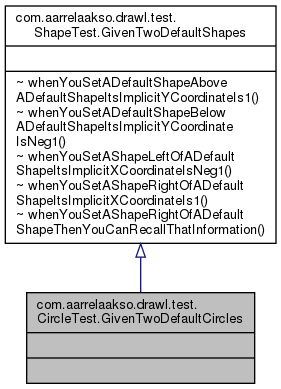 com.aarrelaakso.drawl.test.
ShapeTest.GivenTwoDefaultShapes
~ whenYouSetADefaultShapeAbove
ADefaultShapeItsImplicitYCoordinateIs1()
~ whenYouSetADefaultShapeBelow
ADefaultShapeItsImplicitYCoordinate
IsNeg1()
~ whenYouSetAShapeLeftOfADefault
ShapeItsImplicitXCoordinateIsNeg1()
~ whenYouSetAShapeRightOfADefault
ShapeItsImplicitXCoordinateIs1()
~ whenYouSetAShapeRightOfADefault
ShapeThenYouCanRecallThatInformation()
com.aarrelaakso.drawl.test.
CircleTest.GivenTwoDefaultCircles